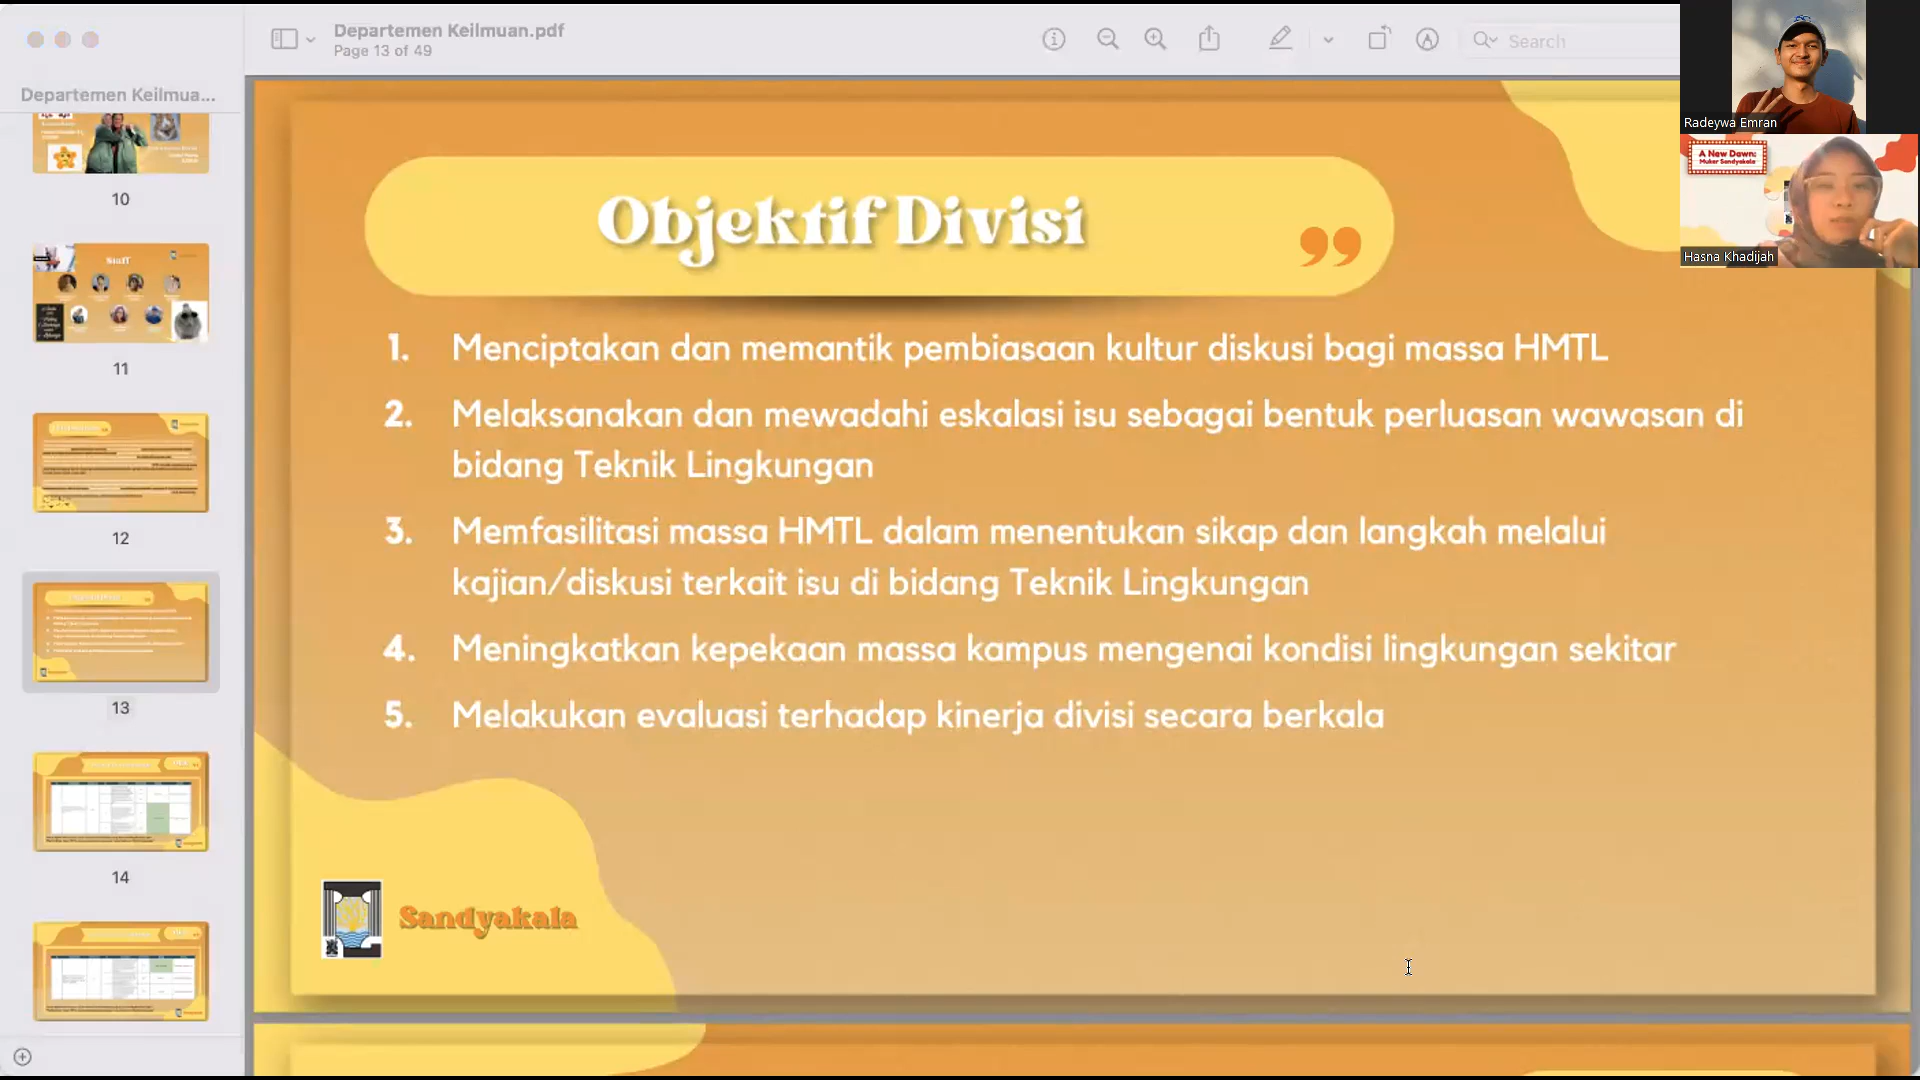 Departemen Keilmuan.pdf
Page 13 of 49
Search
Departemen Keilmua...
10
Staff
11
12
13
14
Objektif Divisi
”
1. Menciptakan dan memantik pembiasaan kultur diskusi bagi massa HMTL
2. Melaksanakan dan mewadahi eskalasi isu sebagai bentuk perluasan wawasan di
bidang Teknik Lingkungan
3. Memfasilitasi massa HMTL dalam menentukan sikap dan langkah melalui
kajian/diskusi terkait isu di bidang Teknik Lingkungan
4. Meningkatkan kepekaan massa kampus mengenai kondisi lingkungan sekitar
5. Melakukan evaluasi terhadap kinerja divisi secara berkala
Sandyakala
Radeywa Emran
A New Dawn:
Muker Sandyakala
Hasna Khadijah